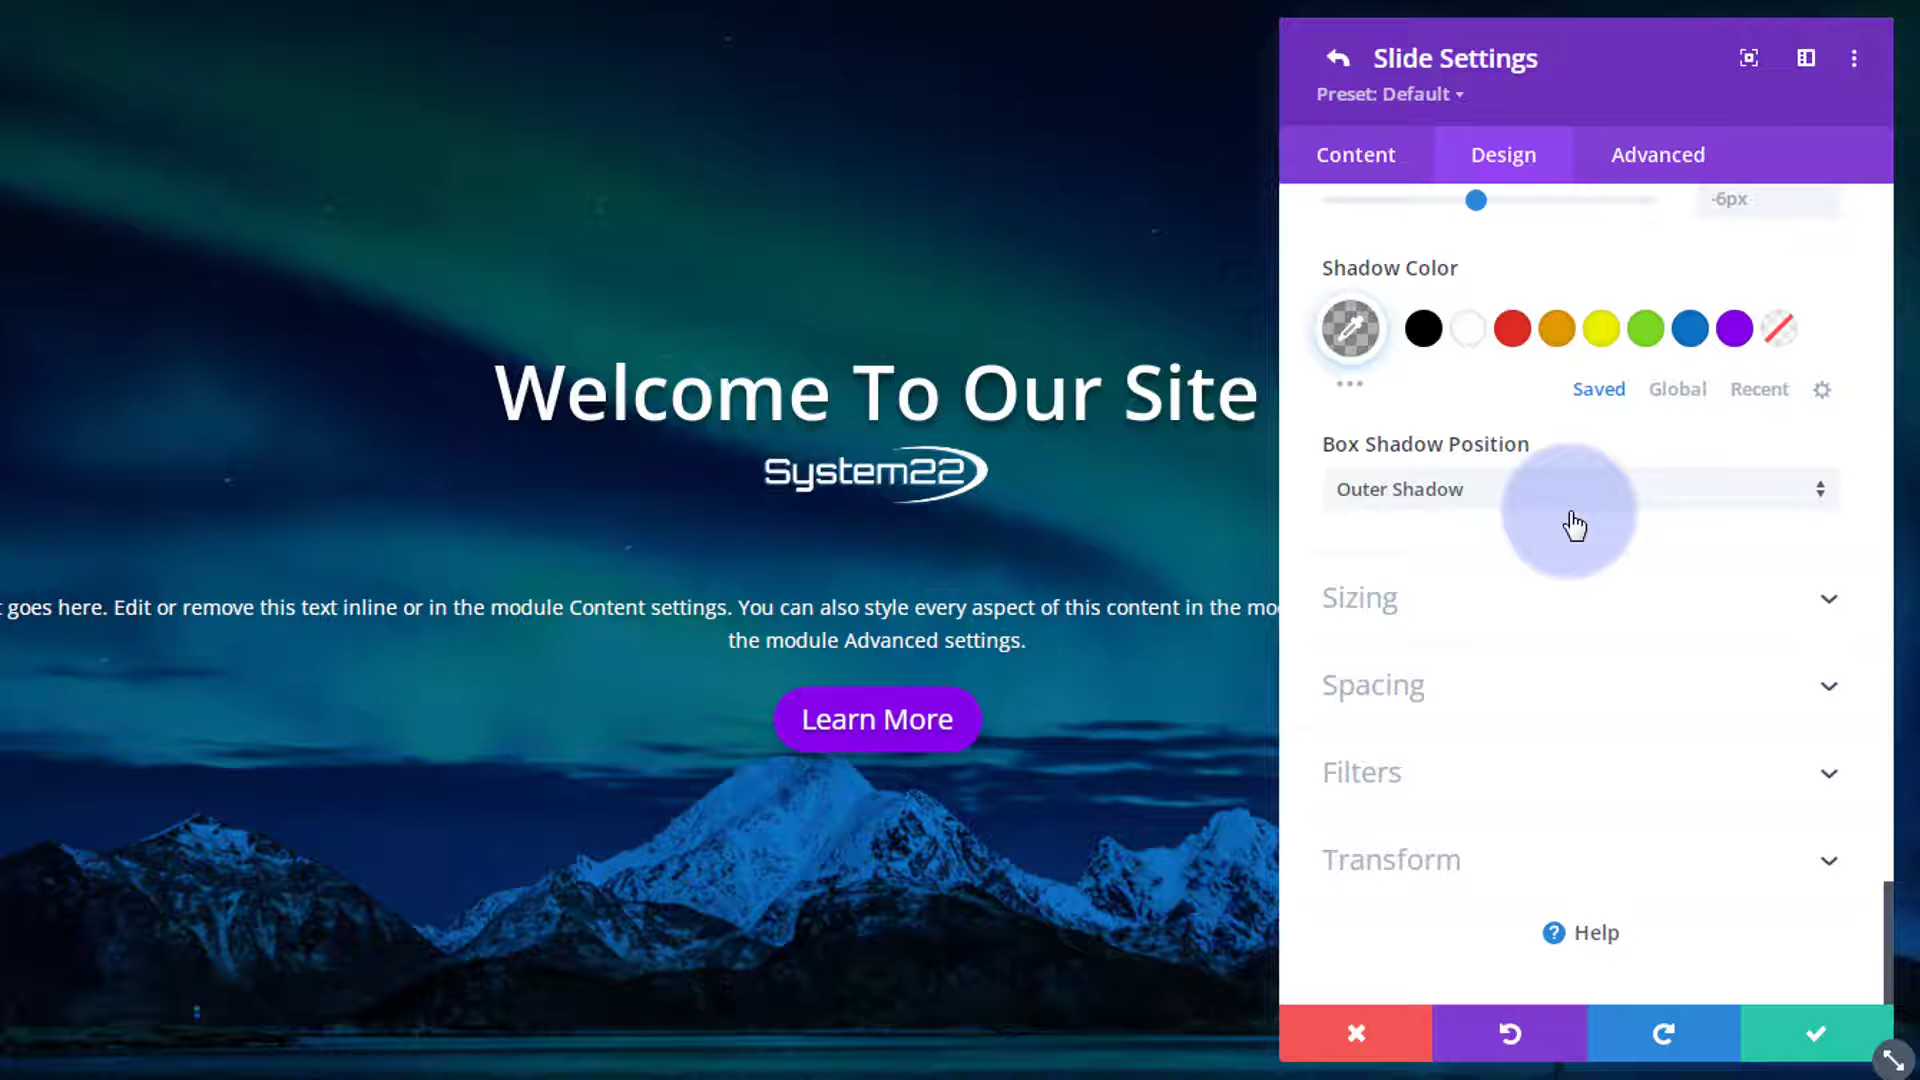 Slide Settings
Preset: Default
Content
Design
Advanced
-6px
Shadow Color
Saved
Global
Recent
Box Shadow Position
Outer Shadow
Sizing
Spacing
Filters
Transform
? Help
Welcome To Our Site
System22
goes here. Edit or remove this text inline or in the module Content settings. You can also style every aspect of this content in the mo
the module Advanced settings.
Learn More